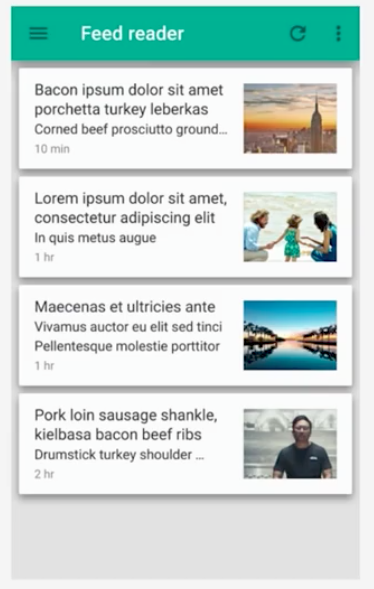 Feed reader
Bacon ipsum dolor sit amet
porchetta turkey leberkas
Corned beef prosciutto ground...
10 min
Lorem ipsum dolor sit amet,
consectetur adipiscing elit
In quis metus augue
1 hr
Maecenas et ultricies ante
Vivamus auctor eu elit sed tinci
Pellentesque molestie porttitor
1 hr
Pork loin sausage shankle,
kielbasa bacon beef ribs
Drumstick turkey shoulder ...
2 hr